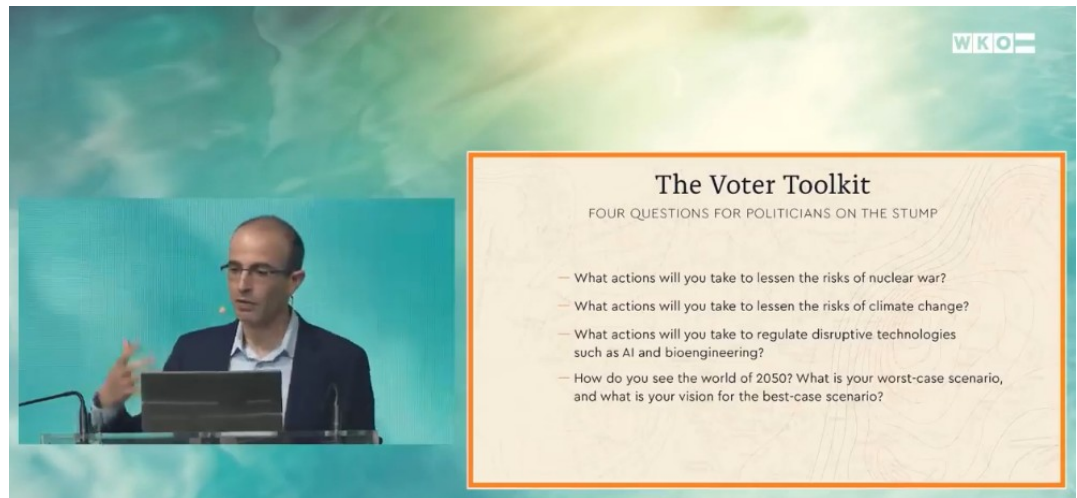 WKO
The Voter Toolkit
FOUR QUESTIONS FOR POLITICIANS ON THE STUMP
— What actions will you take to lessen the risks of nuclear war?
— What actions will you take to lessen the risks of climate change?
— What actions will you take to regulate disruptive technologies
such as AI and bioengineering?
— How do you see the world of 2050? What is your worst-case scenario,
and what is your vision for the best-case scenario?